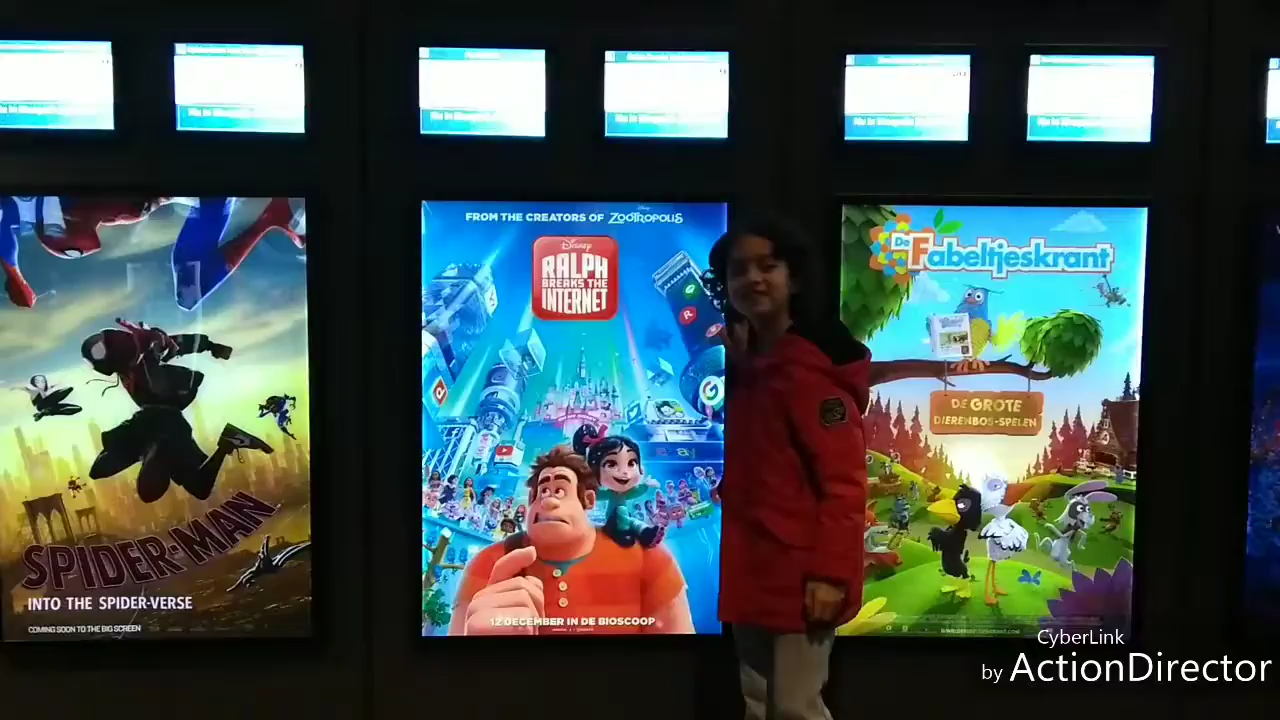 SPIDER-MAN
INTO THE SPIDER-VERSE
COMING SOON TO THE BIG SCREEN
FROM THE CREATORS OF ZOOTROPOLIS
Disney
RALPH
BREAKS THE
INTERNET
12 DECEMBER IN DE BIOSCOOP
De
Fabeltjeskrant
DE GROTE
DIERENBOS-SPELEN
CyberLink
by ActionDirector